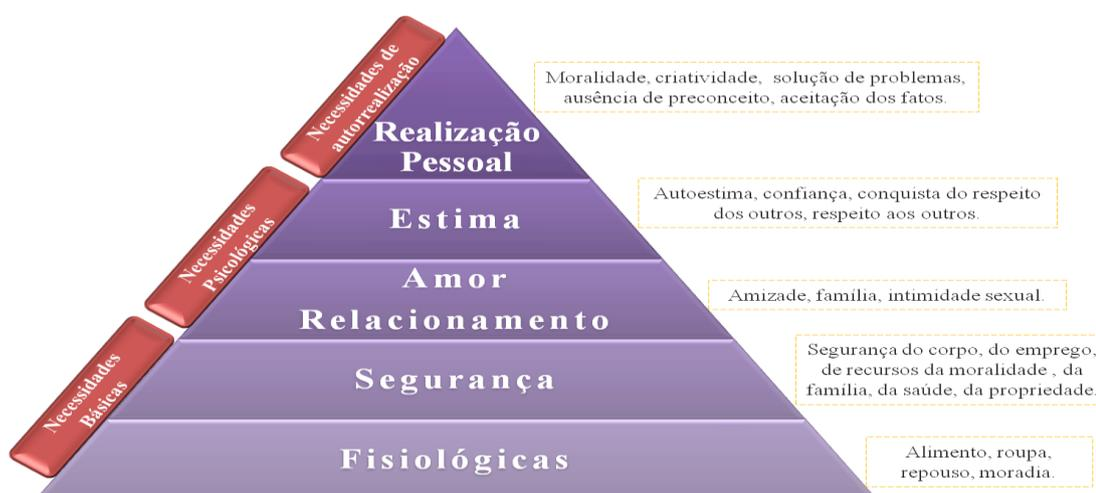 Necessidades de
autorrealização
Realização
Pessoal
Moralidade, criatividade, solução de problemas,
ausência de preconceito, aceitação dos fatos.
Necessidades
Psicológicas
Estima
Autoestima, confiança, conquista do respeito
dos outros, respeito aos outros.
Amor
Relacionamento
Amizade, família, intimidade sexual.
Necessidades
Básicas
Segurança
Segurança do corpo, do emprego,
de recursos da moralidade , da
família, da saúde, da propriedade.
Fisiológicas
Alimento, roupa,
repouso, moradia.